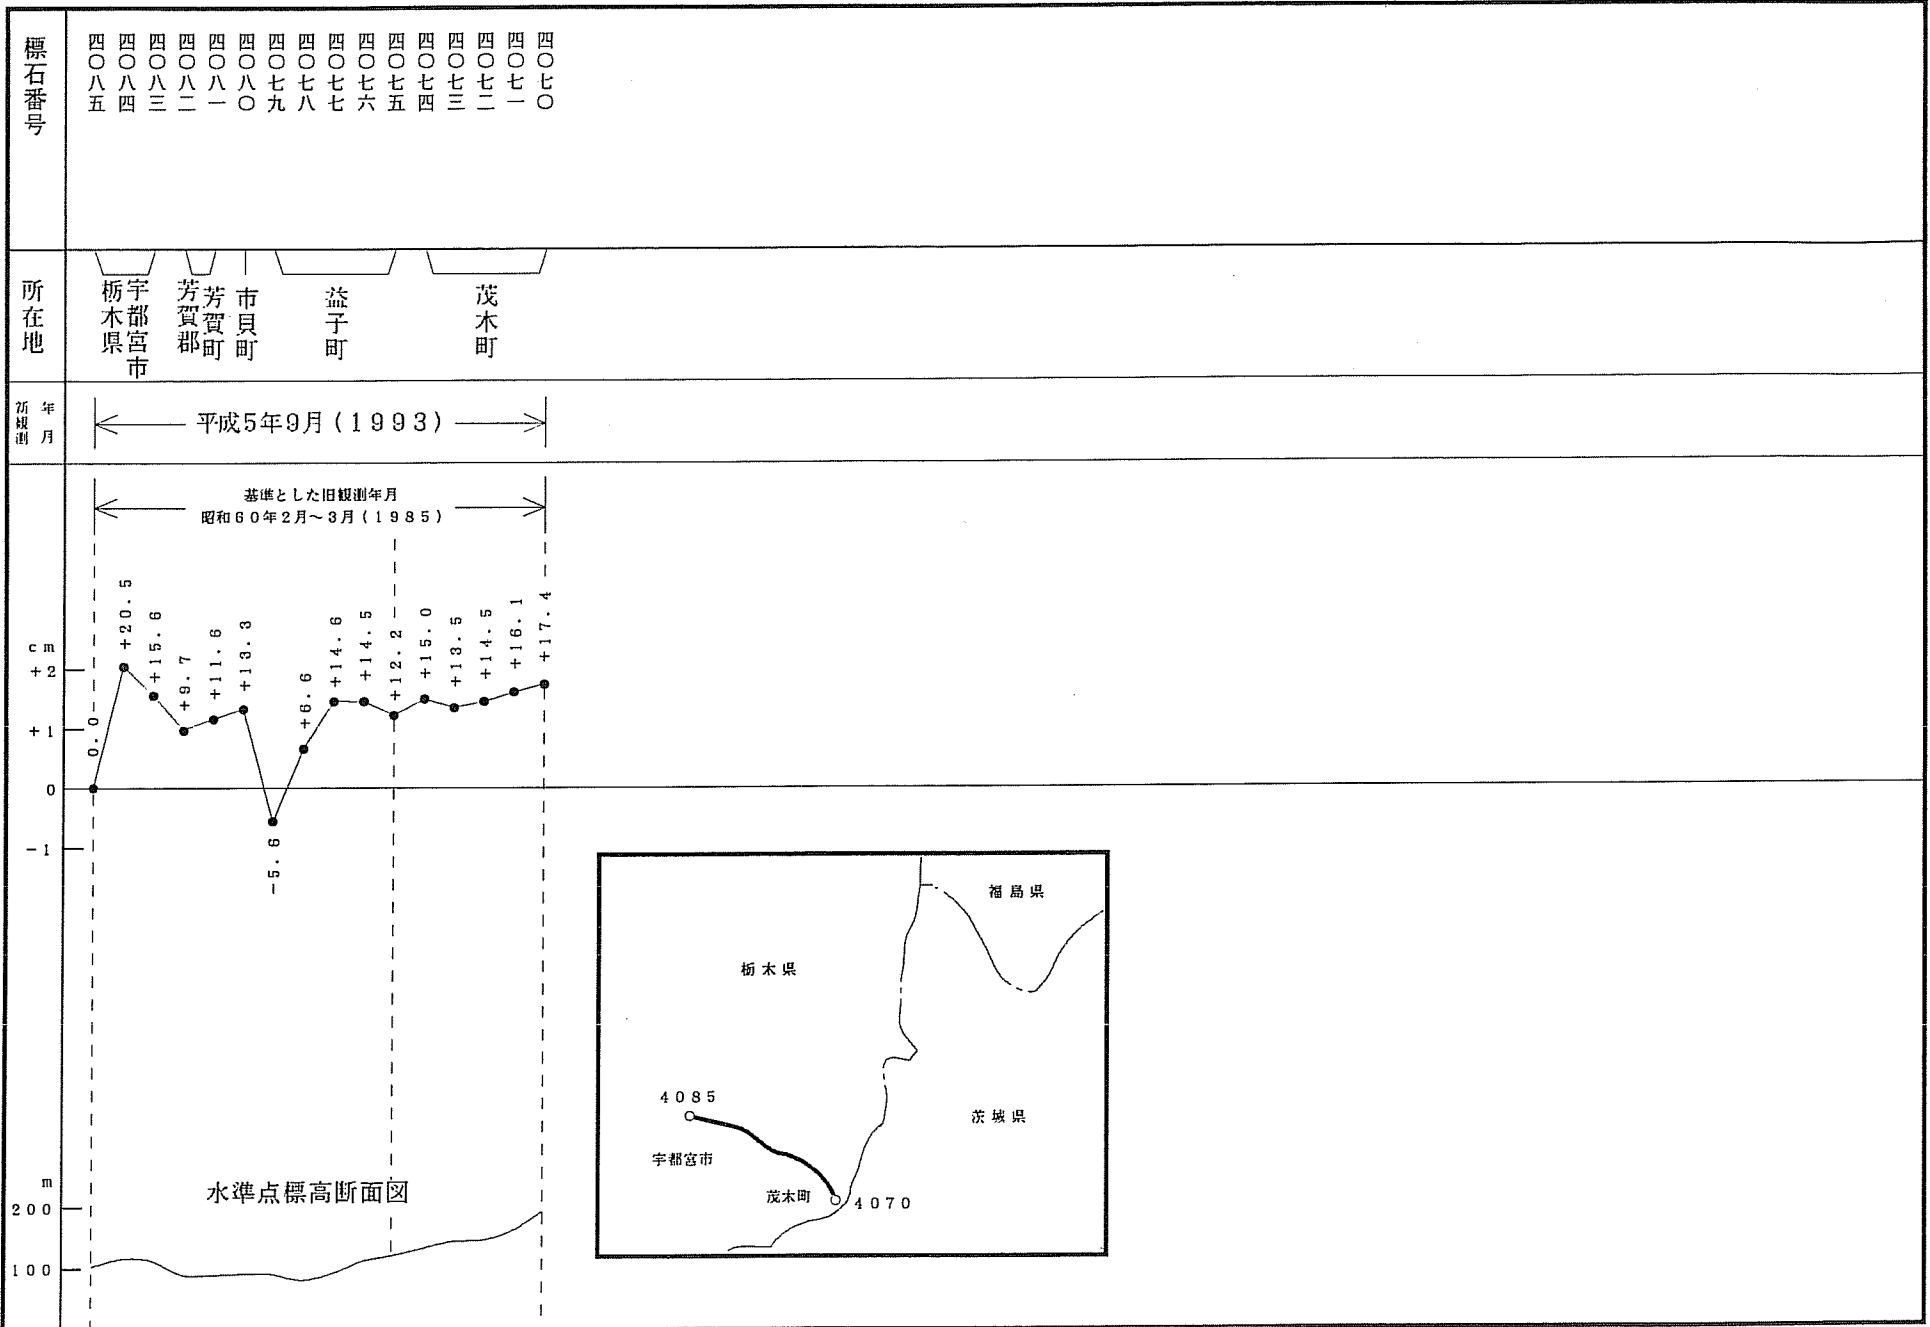 標石番号
四〇八五
四〇八四
四〇八三
四〇八二
四〇八一
四〇八〇
四〇七九
四〇七八
四〇七七
四〇七六
四〇七五
四〇七四
四〇七三
四〇七二
四〇七一
四〇七〇
所在地
栃木県
宇都宮市
芳賀郡
芳賀町
市貝町
益子町
茂木町
新観測
年月
平成5年9月(1993)
基準とした旧観測年月
昭和60年2月~3月(1985)
cm
+2
+1
0
-1
0.0
+20.5
+15.6
+9.7
+11.6
+13.3
-5.6
+6.6
+14.6
+14.5
+12.2
+15.0
+13.5
+14.5
+16.1
+17.4
福島県
栃木県
4085
茨城県
宇都宮市
茂木町
4070
m
200
100
水準点標高断面図